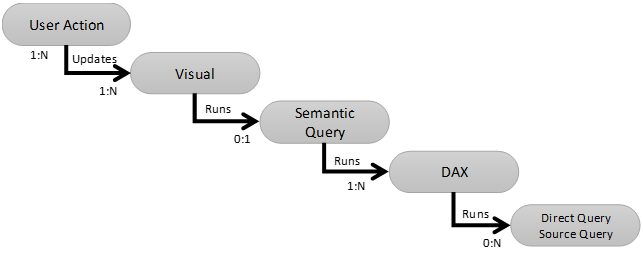 User Action
1:N
Updates
1:N
Visual
Runs
0:1
Semantic
Query
Runs
1:N
DAX
Runs
0:N
Direct Query
Source Query